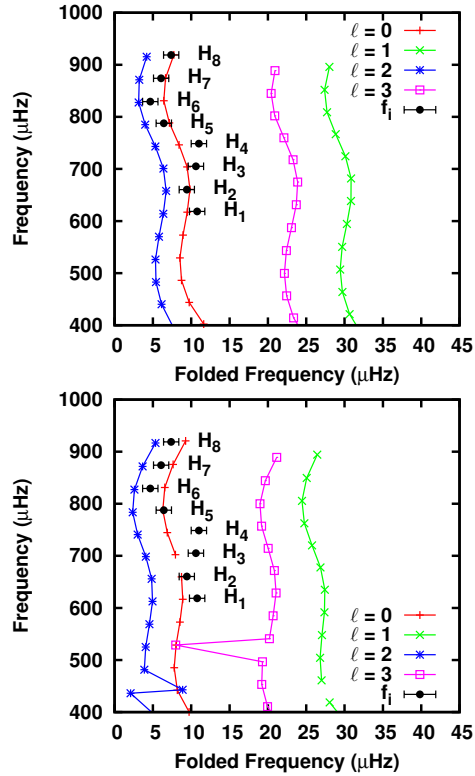 1000
900
800
700
600
500
400
Frequency (μHz)
H₈
H₇
H₆
H₅
H₄
H₃
H₂
H₁
ℓ = 0
ℓ = 1
ℓ = 2
ℓ = 3
f_i
0 5 10 15 20 25 30 35 40 45
Folded Frequency (μHz)
1000
900
800
700
600
500
400
Frequency (μHz)
H₈
H₇
H₆
H₅
H₄
H₃
H₂
H₁
ℓ = 0
ℓ = 1
ℓ = 2
ℓ = 3
f_i
0 5 10 15 20 25 30 35 40 45
Folded Frequency (μHz)